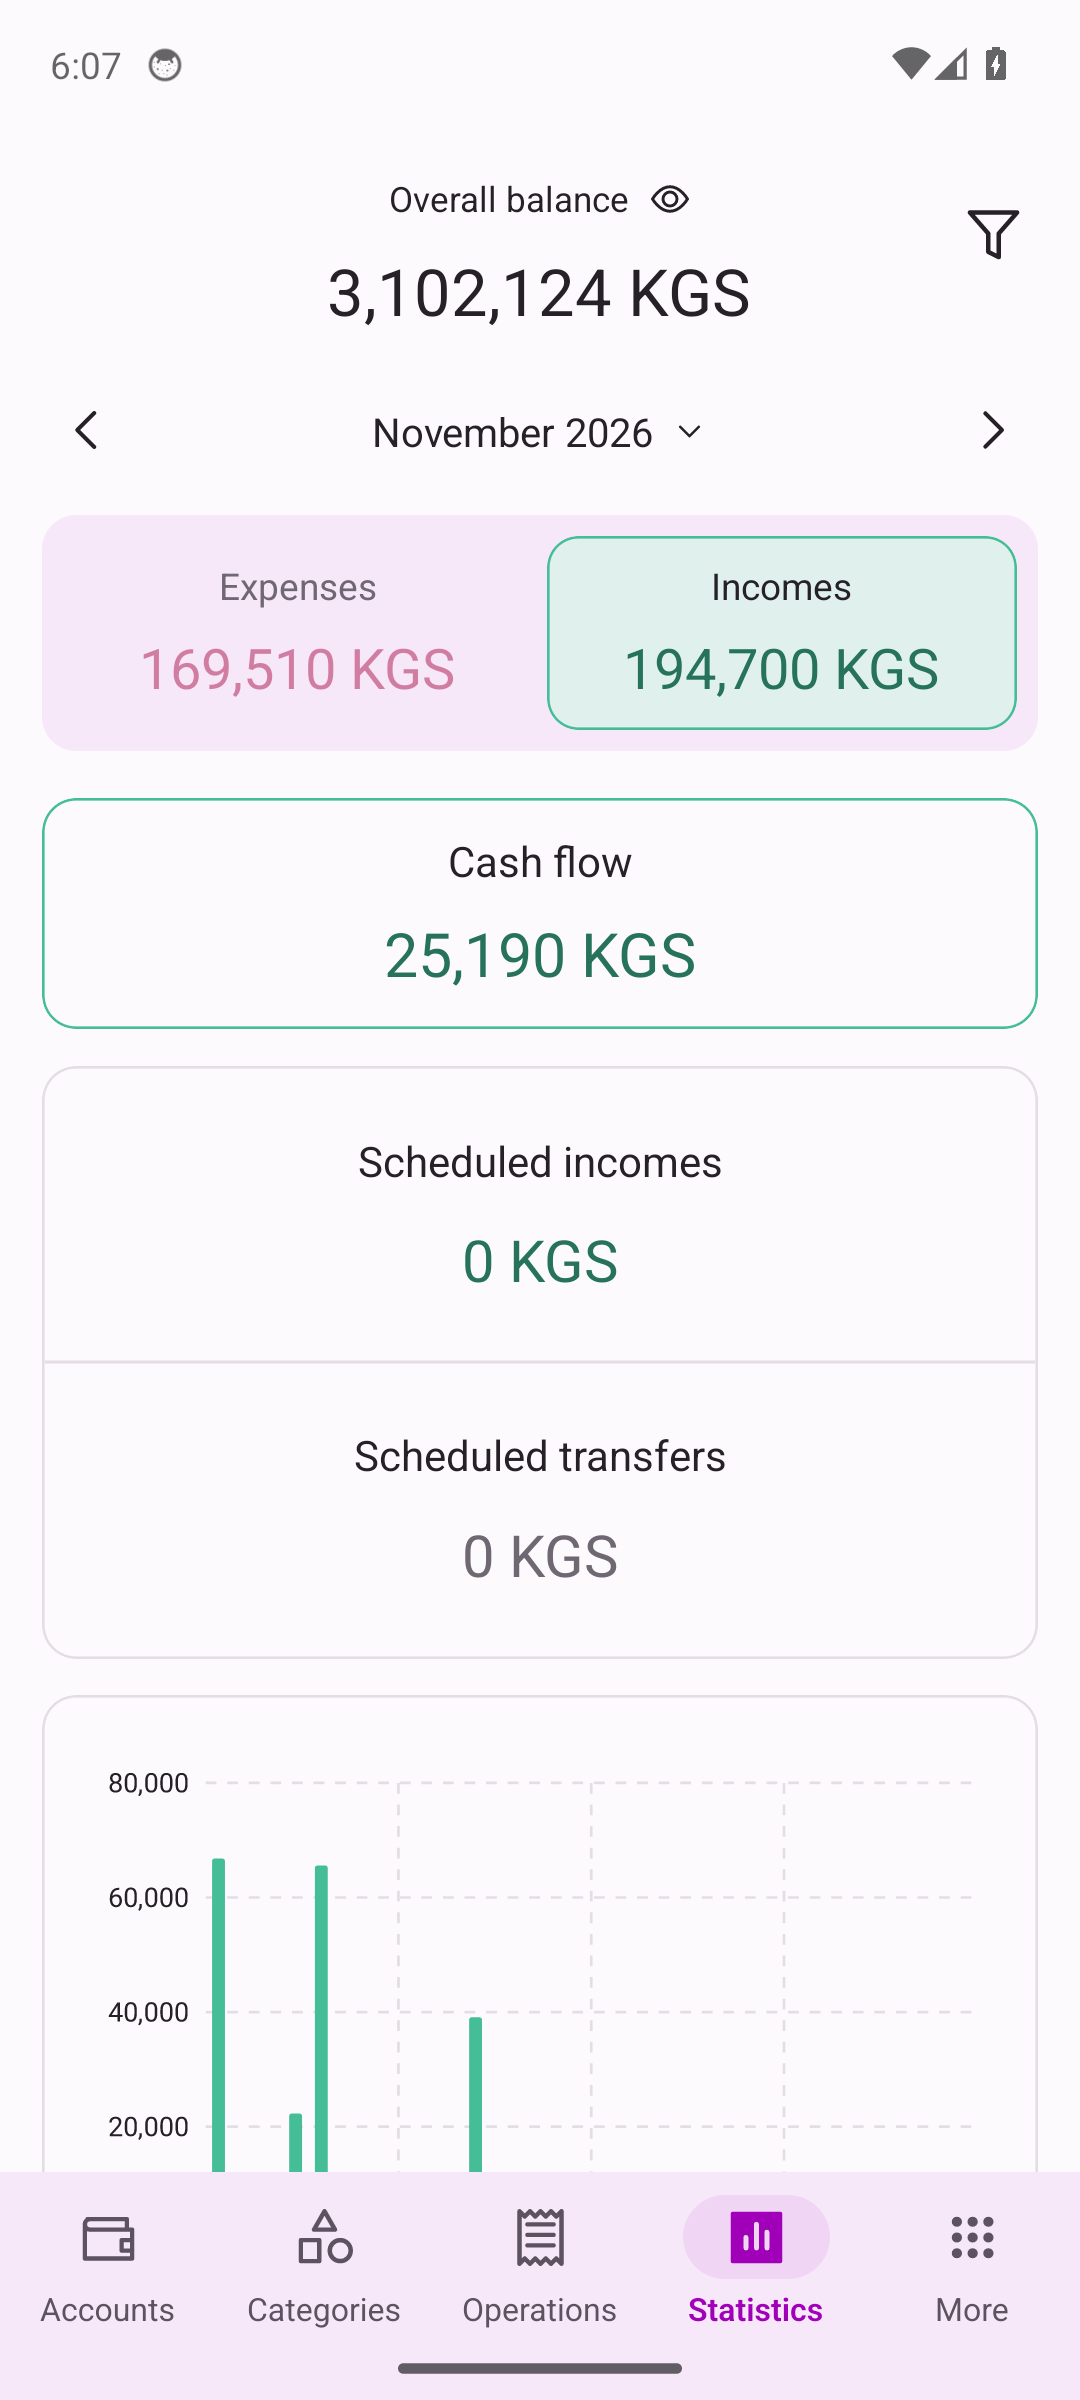 6:07
Overall balance
3,102,124 KGS
November 2026
Expenses
169,510 KGS
Incomes
194,700 KGS
Cash flow
25,190 KGS
Scheduled incomes
0 KGS
Scheduled transfers
0 KGS
80,000
60,000
40,000
20,000
Accounts
Categories
Operations
Statistics
More